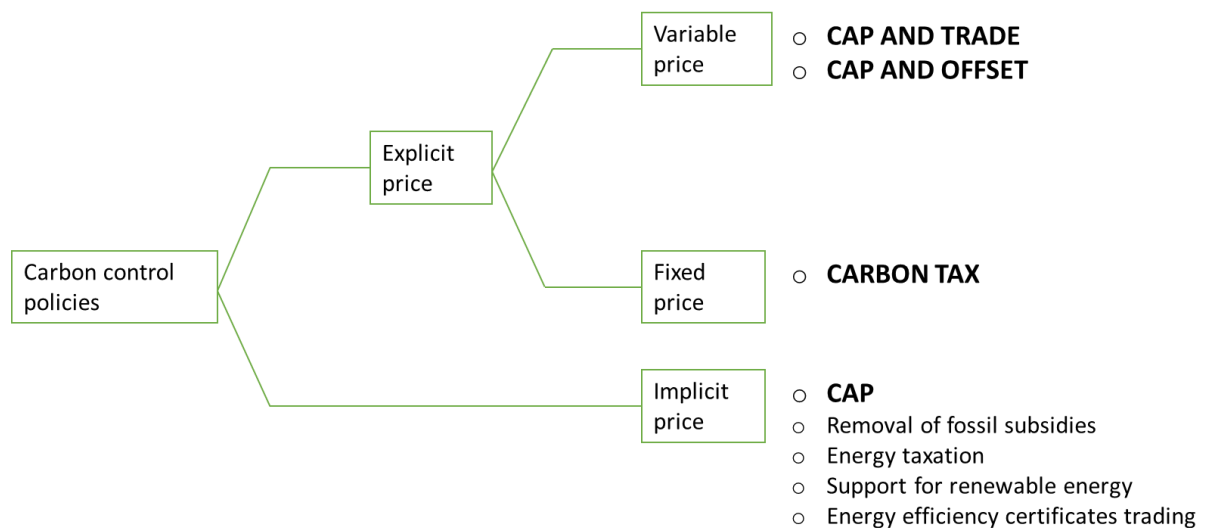 Variable
price
○ CAP AND TRADE
○ CAP AND OFFSET
Explicit
price
Carbon control
policies
Fixed
price
○ CARBON TAX
Implicit
price
○ CAP
○ Removal of fossil subsidies
○ Energy taxation
○ Support for renewable energy
○ Energy efficiency certificates trading